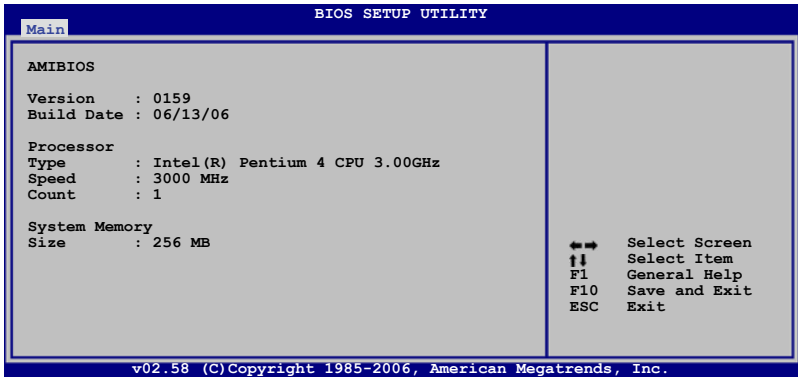 BIOS SETUP UTILITY
Main
AMIBIOS
Version : 0159
Build Date : 06/13/06
Processor
Type : Intel(R) Pentium 4 CPU 3.00GHz
Speed : 3000 MHz
Count : 1
System Memory
Size : 256 MB
←→ Select Screen
↑↓ Select Item
F1 General Help
F10 Save and Exit
ESC Exit
v02.58 (C)Copyright 1985-2006, American Megatrends, Inc.